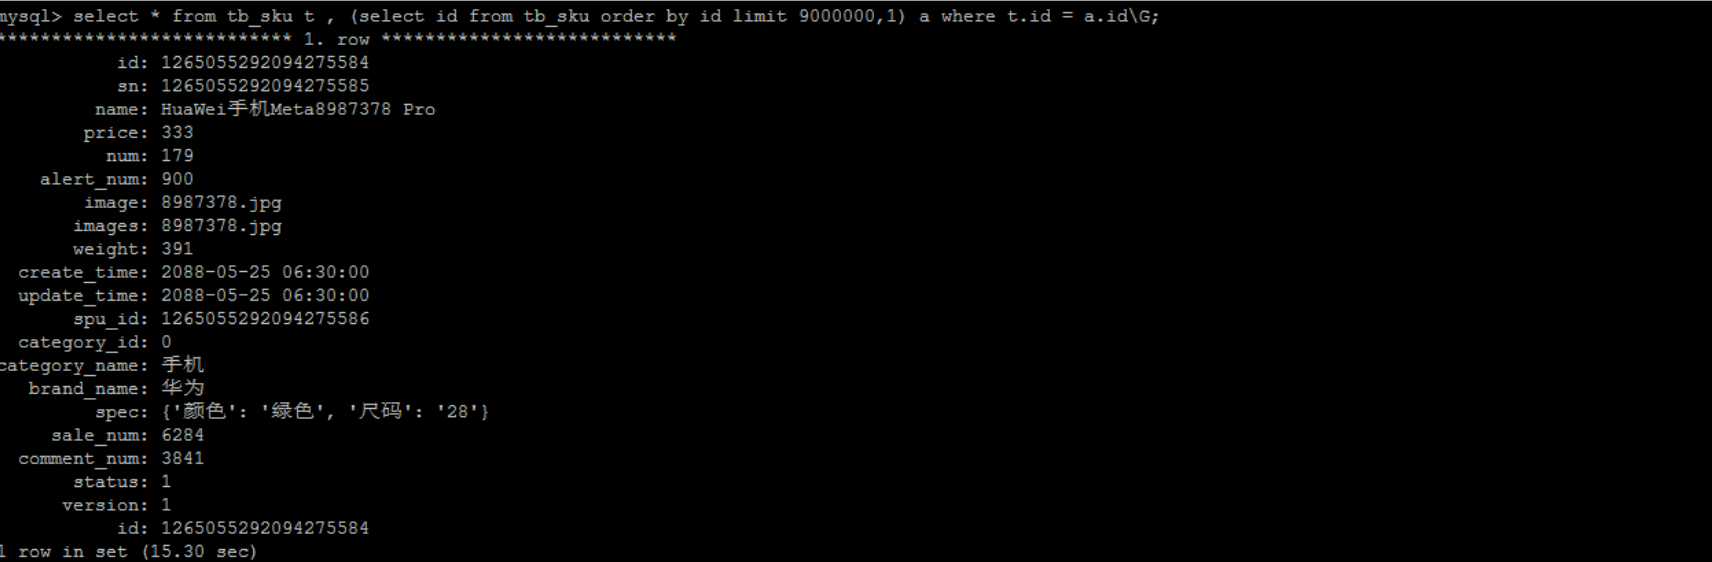 mysql> select * from tb_sku t , (select id from tb_sku order by id limit 9000000,1) a where t.id = a.id\G;
*************************** 1. row ***************************
id: 1265055292094275584
sn: 1265055292094275585
name: HuaWei手机Meta8987378 Pro
price: 333
num: 179
alert_num: 900
image: 8987378.jpg
images: 8987378.jpg
weight: 391
create_time: 2088-05-25 06:30:00
update_time: 2088-05-25 06:30:00
spu_id: 1265055292094275586
category_id: 0
category_name: 手机
brand_name: 华为
spec: {'颜色': '绿色', '尺码': '28'}
sale_num: 6284
comment_num: 3841
status: 1
version: 1
id: 1265055292094275584
1 row in set (15.30 sec)